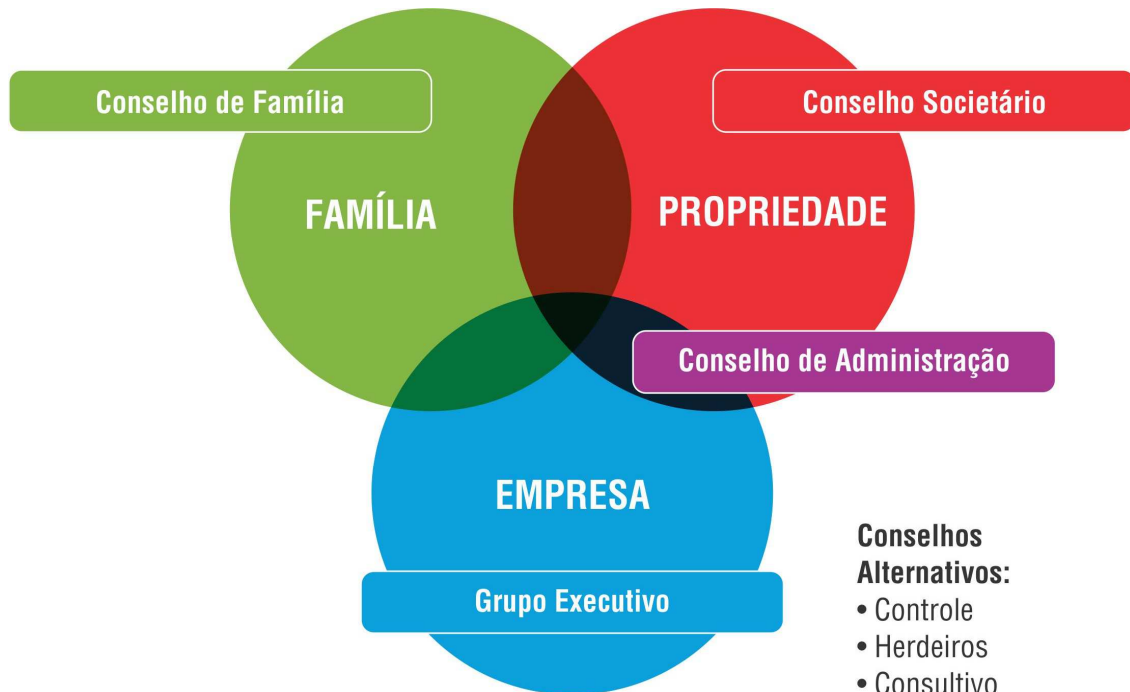 Conselho de Família
Conselho Societário
FAMÍLIA
PROPRIEDADE
Conselho de Administração
EMPRESA
Grupo Executivo
Conselhos
Alternativos:
• Controle
• Herdeiros
• Consultivo